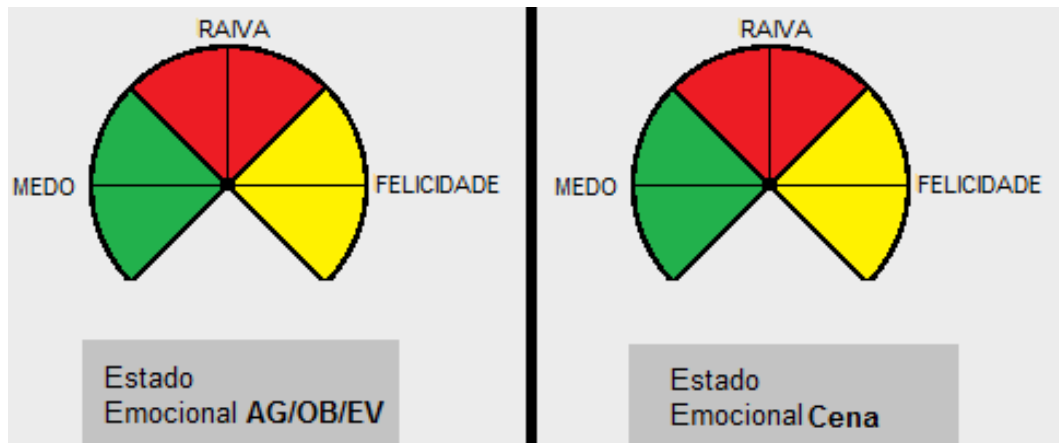 RAIVA
MEDO
FELICIDADE
Estado
Emocional AG/OB/EV
RAIVA
MEDO
FELICIDADE
Estado
Emocional Cena